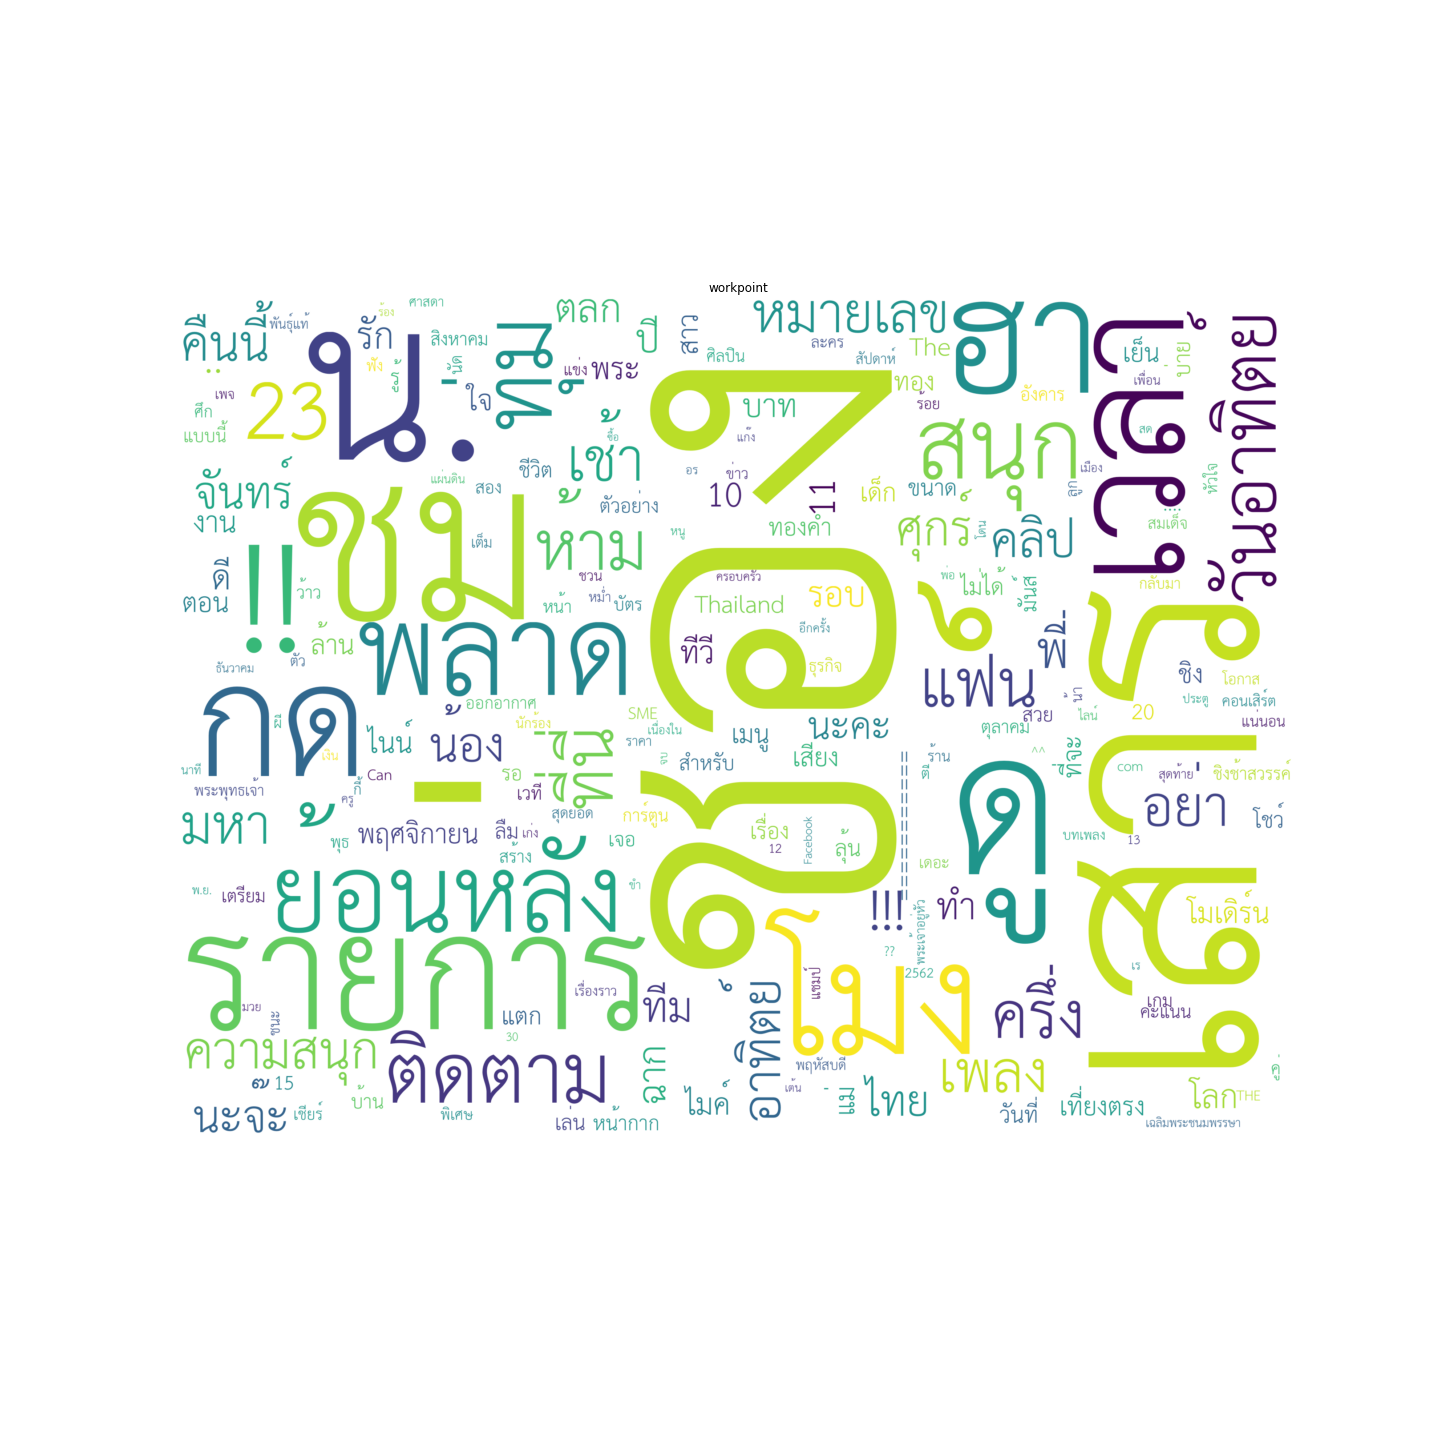 workpoint
คืนนี้
พันธุ์แท้
ร้อง
ศาสดา
รัก
สิงหาคม
น.
ทุ่ม
ตลก
ปี
สาว
หมายเลข
ละคร
ศิลปิน
สัปดาห์
The
ฮา
เวลา
เย็น
บ่าย
วันอาทิตย์
..
เพจ
23
ฟัง
นัด
ใจ
แข่ง
พระ
ช่อง
บาท
ทอง
ร้อย
อังคาร
เพื่อน
ศึก
แบบนี้
จันทร์
งาน
แผ่นดิน
สอง
ชีวิต
เช้า
ซื้อ
ตัวอย่าง
อร
แก๊ง
ข่าว
10
11
เด็ก
ขนาด
สนุก
เมือง
ลูก
สด
หัวใจ
ชม
เต็ม
ห้าม
หนู
ทองคำ
ศุกร์
โดน
คลิป
....
สมเด็จ
!!
ดี
ตอน
ว้าว
ล้าน
ชวน
หน้า
หม่ำ
บัตร
ครอบครัว
Thailand
รอบ
พ่อ
ไม่ได้
มันส์
กลับมา
เสาร์
พลาด
ทีวี
อีกครั้ง
ธุรกิจ
แฟน
พี่
ชิง
โอกาส
ธันวาคม
ตัว
กด
ผี
เงิน
ไนน์
น้อง
ออกอากาศ
นักร้อง
ที่นี่
SME
ราคา
เนื่องใน
จบ
เมนู
นะคะ
สำหรับ
เสียง
ดู
สวย
น้า
ตุลาคม
ไลน์
20
ประตู
คอนเสิร์ต
แน่นอน
นาที
พระพุทธเจ้า
Can
กี้
ครู
-
รอ
เวที
สุดยอด
การ์ตูน
เรื่อง
12
Facebook
ลุ้น
ร้าน
ตี
^^
ที่จะ
com
สุดท้าย
ชิงช้าสวรรค์
มหา
พุธ
พฤศจิกายน
ลืม
เก่ง
สร้าง
เจอ
เดอะ
อย่า
บทเพลง
13
โชว์
พ.ย.
เตรียม
ย้อนหลัง
ขำ
!!!
ทำ
??
พระเจ้าอยู่หัว
2562
โมเดิร์น
เร
รายการ
เรื่องราว
มวย
ชนะ
แตก
30
ทีม
อาทิตย์
แชมป์
โมง
ครึ่ง
เกม
คะแนน
ความสนุก
ติดตาม
ฉาก
พฤหัสบดี
เต้น
เพลง
คู่
๗
15
เชียร์
บ้าน
พิเศษ
เล่น
หน้ากาก
ไมค์
แม่
ไทย
วันที่
เที่ยงตรง
โลก
THE
นะจะ
เฉลิมพระชนมพรรษา